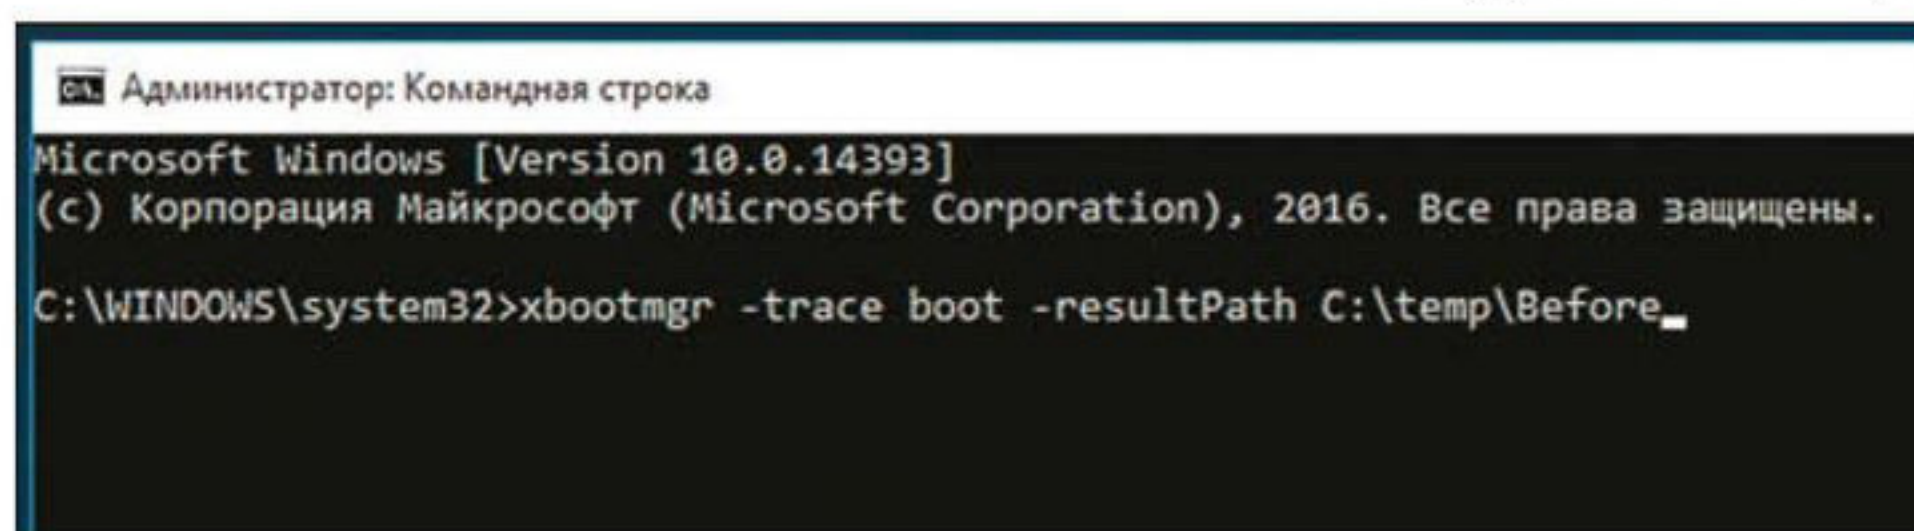 Администратор: Командная строка
Microsoft Windows [Version 10.0.14393]
(c) Корпорация Майкрософт (Microsoft Corporation), 2016. Все права защищены.
C:\WINDOWS\system32>xbootmgr -trace boot -resultPath C:\temp\Before